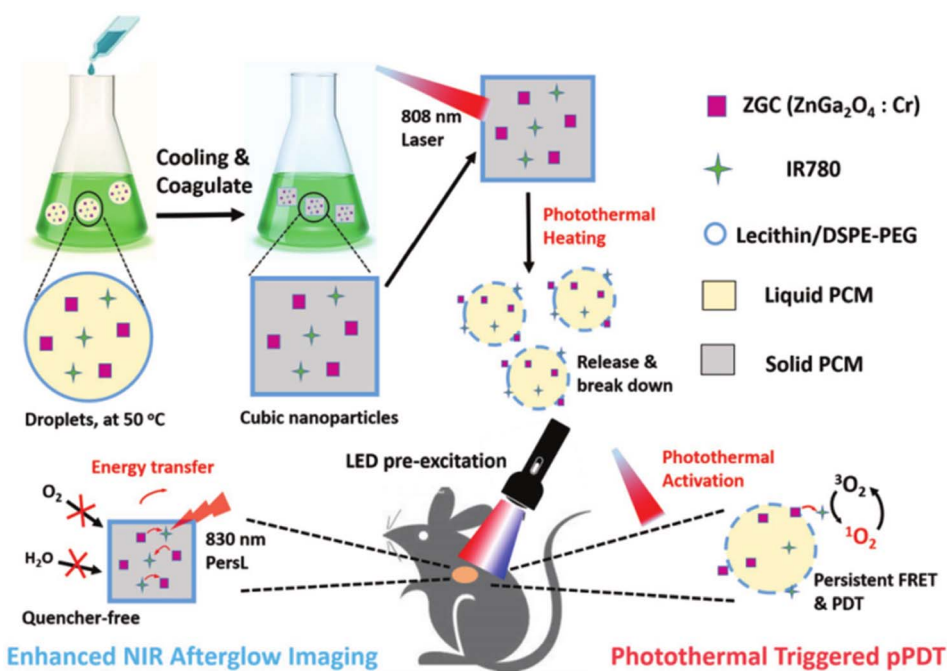 Cooling &
Coagulate
808 nm
Laser
ZGC (ZnGa₂O₄ : Cr)
IR780
Lecithin/DSPE-PEG
Liquid PCM
Solid PCM
Photothermal
Heating
Release &
break down
Droplets, at 50 °C
Cubic nanoparticles
LED pre-excitation
Energy transfer
O₂
H₂O
830 nm
PersL
Quencher-free
Photothermal
Activation
³O₂
¹O₂
Persistent FRET
& PDT
Enhanced NIR Afterglow Imaging
Photothermal Triggered pPDT